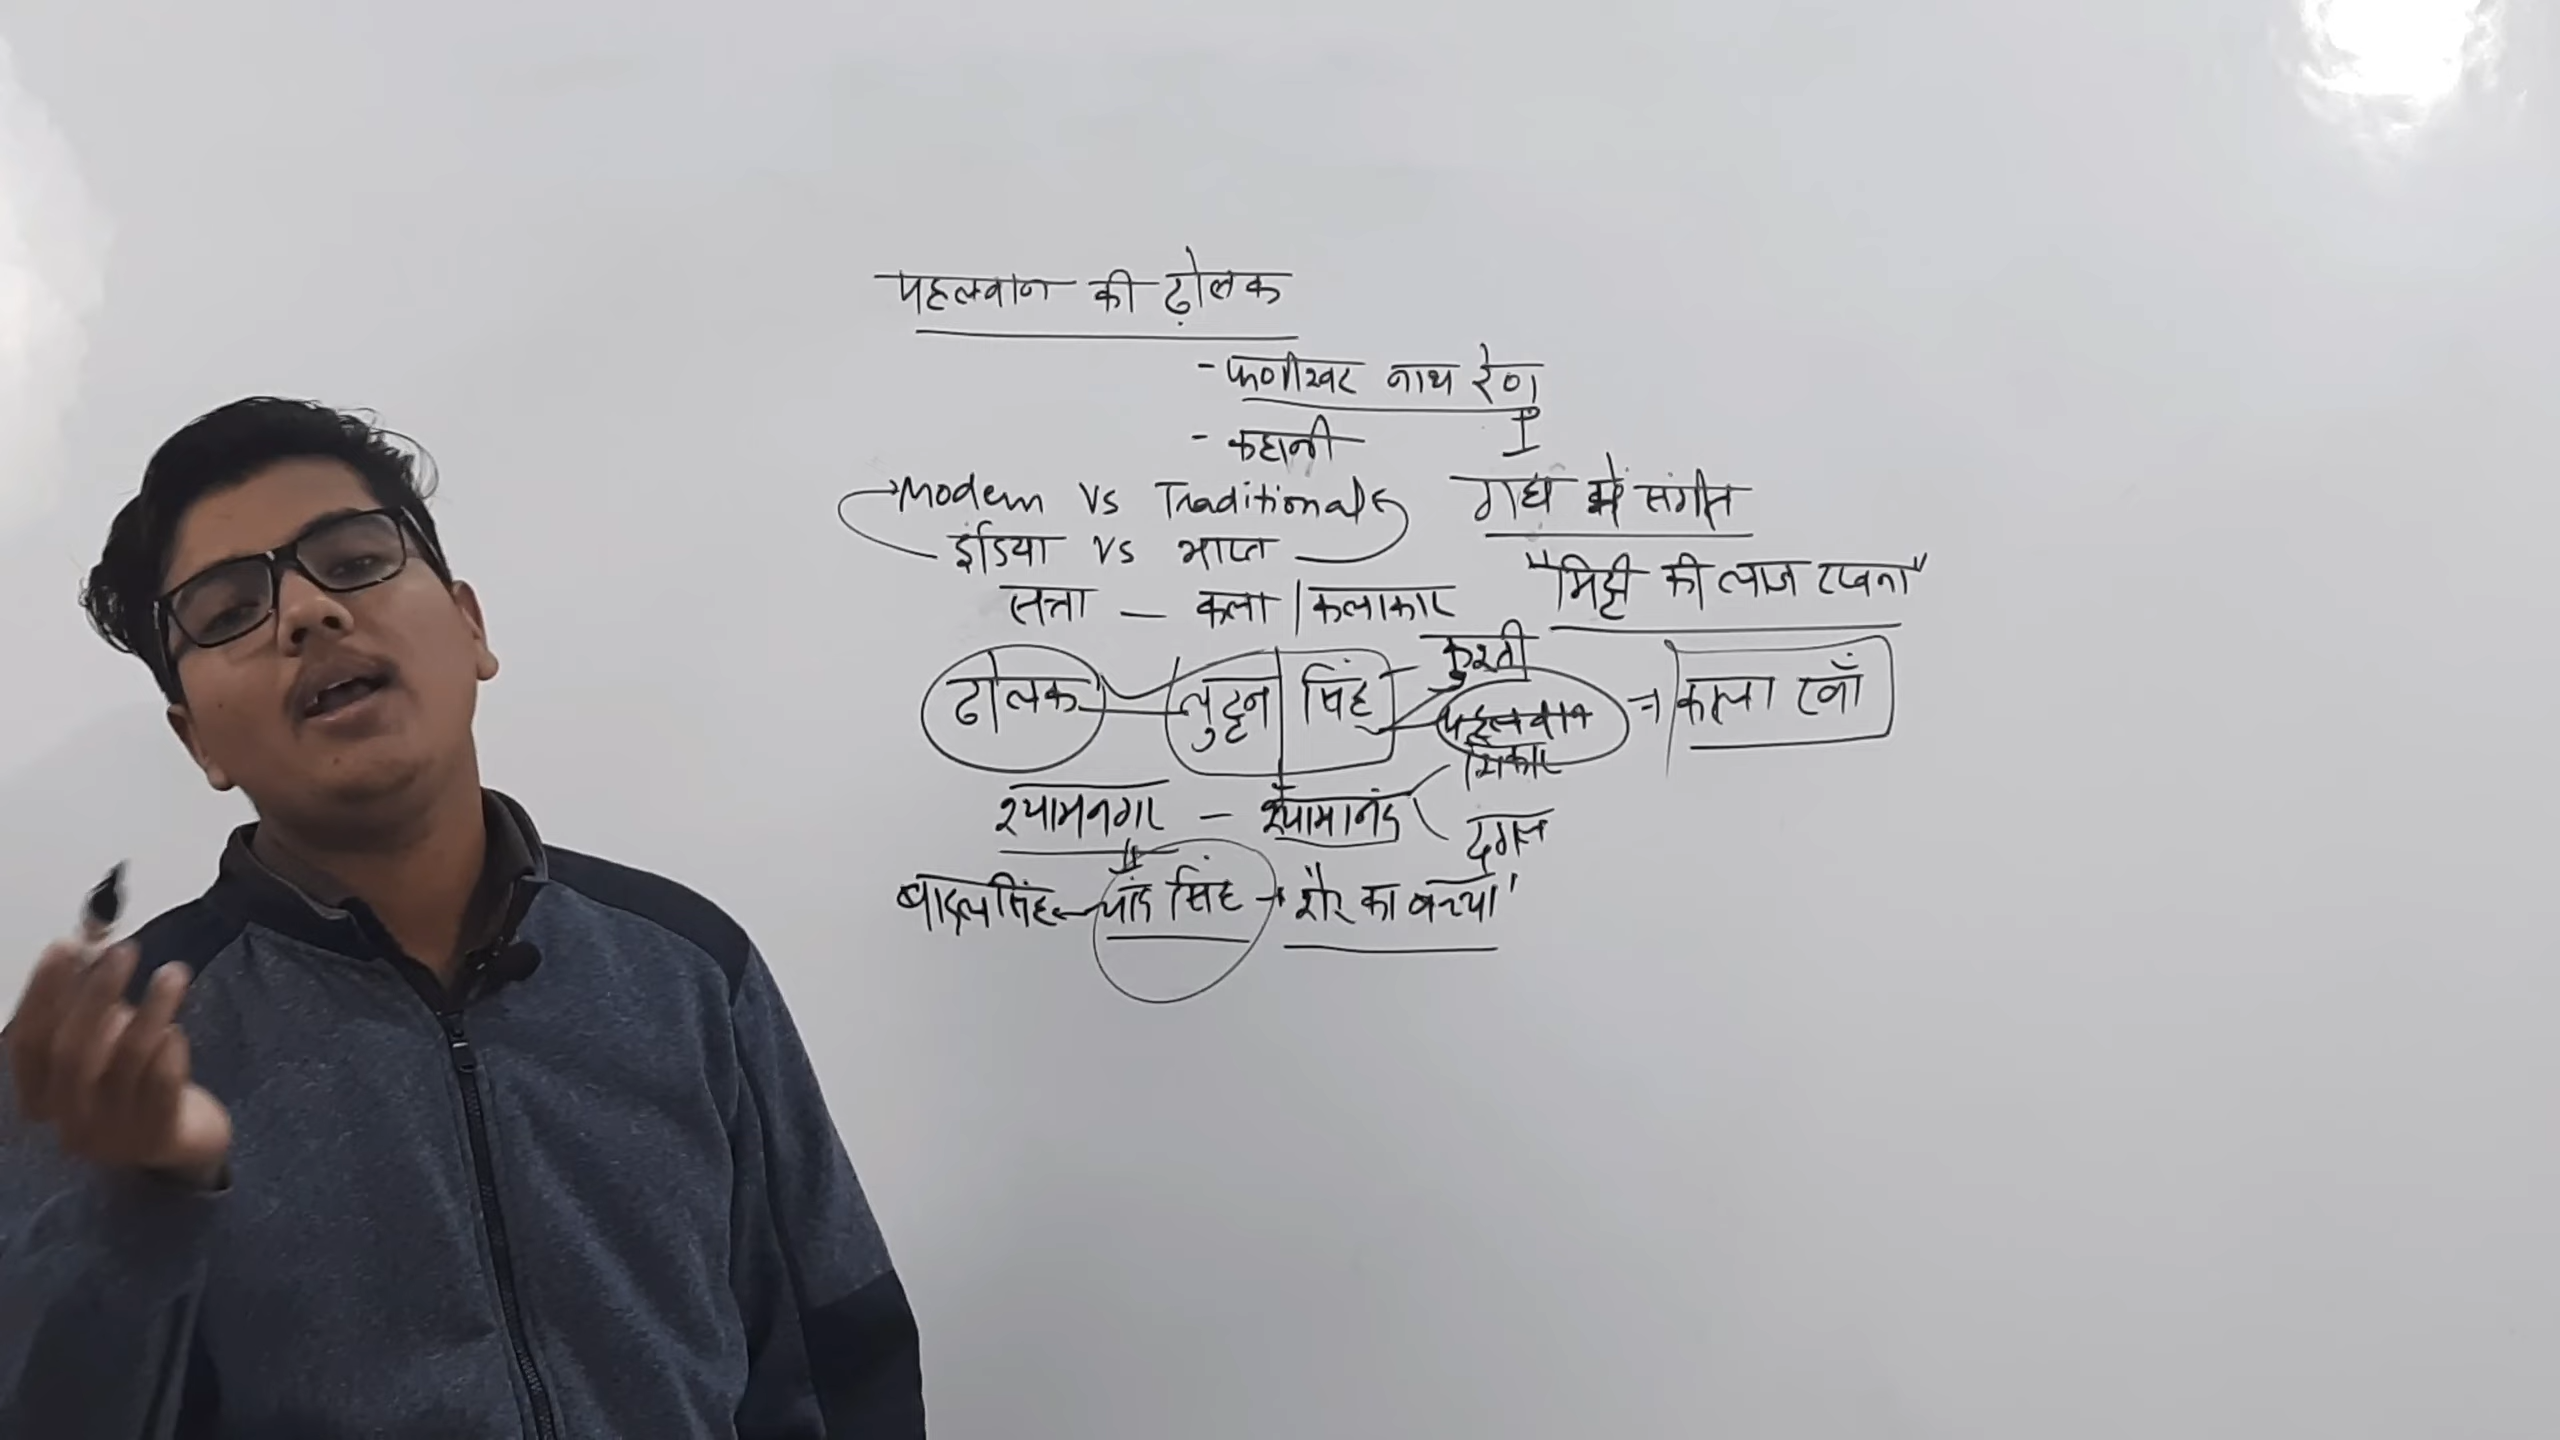 पहलवान की ढ़ोलक
- फणीश्वर नाथ रेणु
- कहानी
Modern vs Traditional
गद्य में संगीत
इंडिया vs भारत
"मिट्टी की लाज रखना"
सत्ता - कला | कलाकार
कुश्ती
ढोलक लुट्टन सिंह पहलवान ⇒ काला खाँ
शिकार
श्यामनगर - श्यामानंद
दंगल
बादल सिंह ← चांद सिंह → शेर का बच्चा'